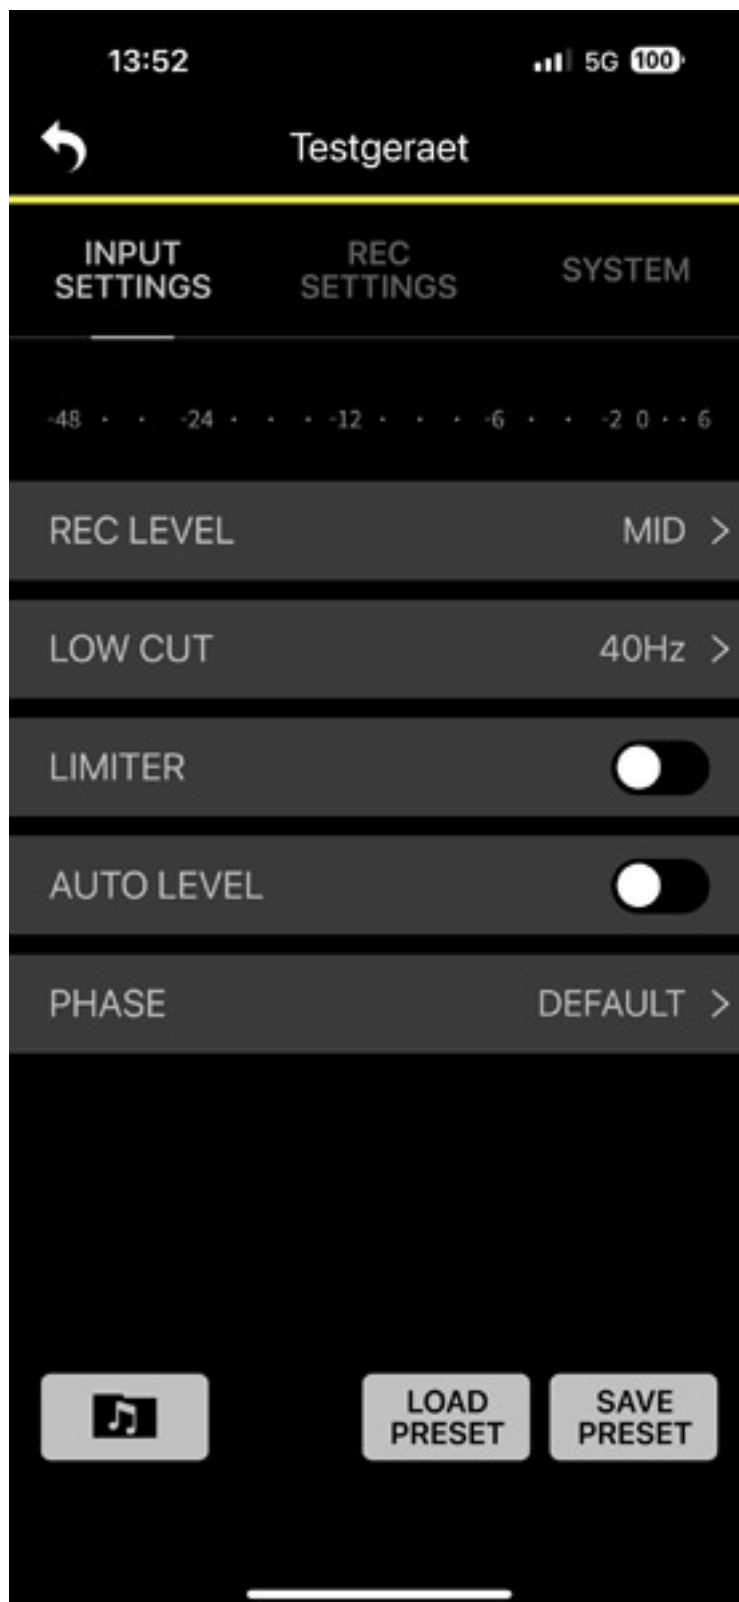 13:52 5G 100
Testgeraet
INPUT SETTINGS
REC SETTINGS
SYSTEM
-48 · · -24 · · · -12 · · · -6 · · -2 0 · · 6
REC LEVEL MID >
LOW CUT 40Hz >
LIMITER
AUTO LEVEL
PHASE DEFAULT >
LOAD PRESET
SAVE PRESET